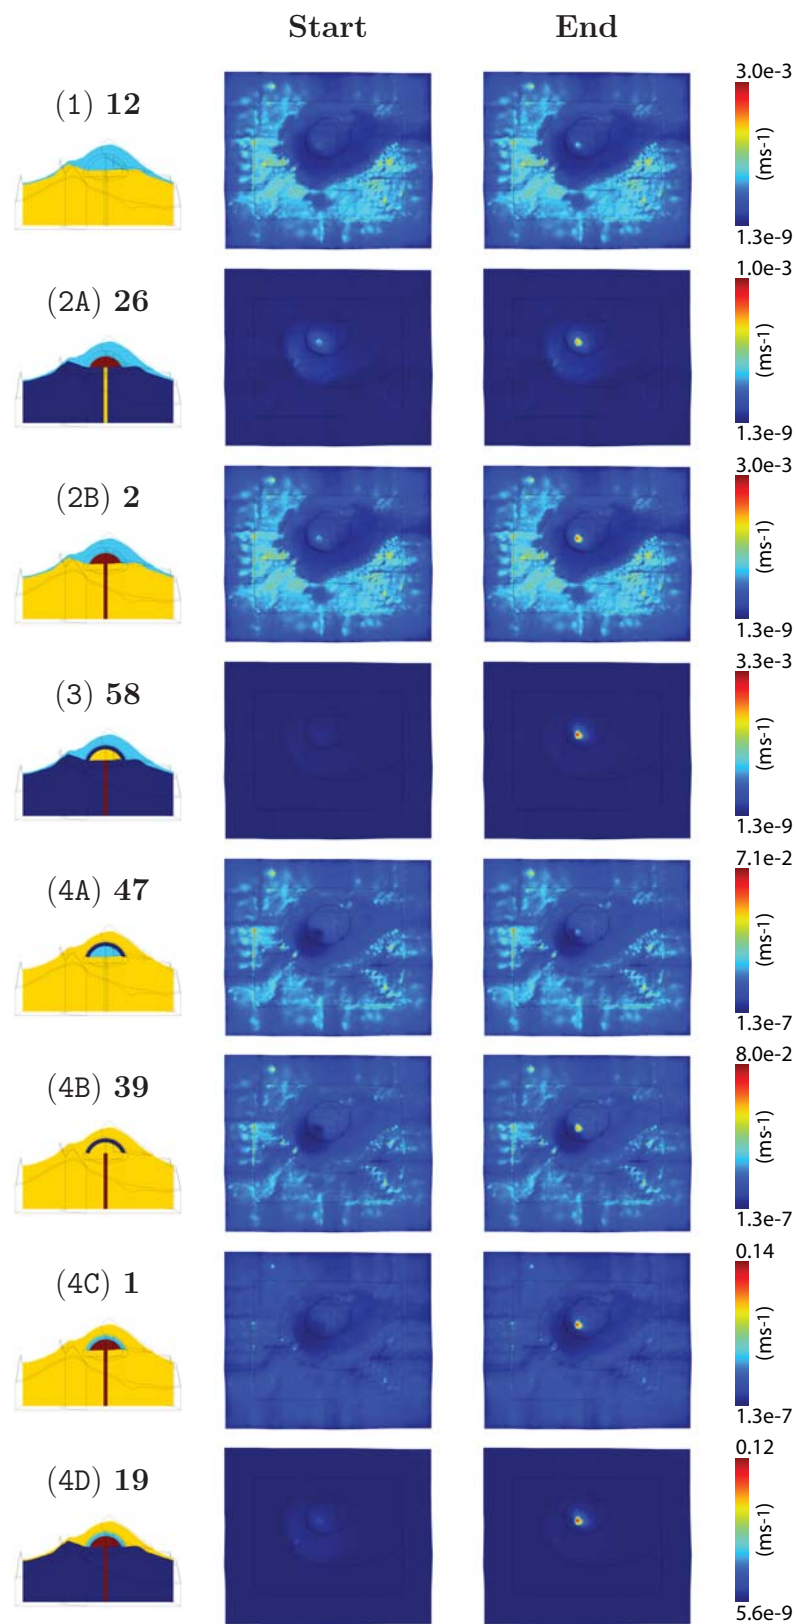 Start End
3.0e-3
(1) 12
(ms-1)
1.3e-9
1.0e-3
(2A) 26
(ms-1)
1.3e-9
3.0e-3
(2B) 2
(ms-1)
1.3e-9
3.3e-3
(3) 58
(ms-1)
1.3e-9
7.1e-2
(4A) 47
(ms-1)
1.3e-7
8.0e-2
(4B) 39
(ms-1)
1.3e-7
0.14
(4C) 1
(ms-1)
1.3e-7
0.12
(4D) 19
(ms-1)
5.6e-9